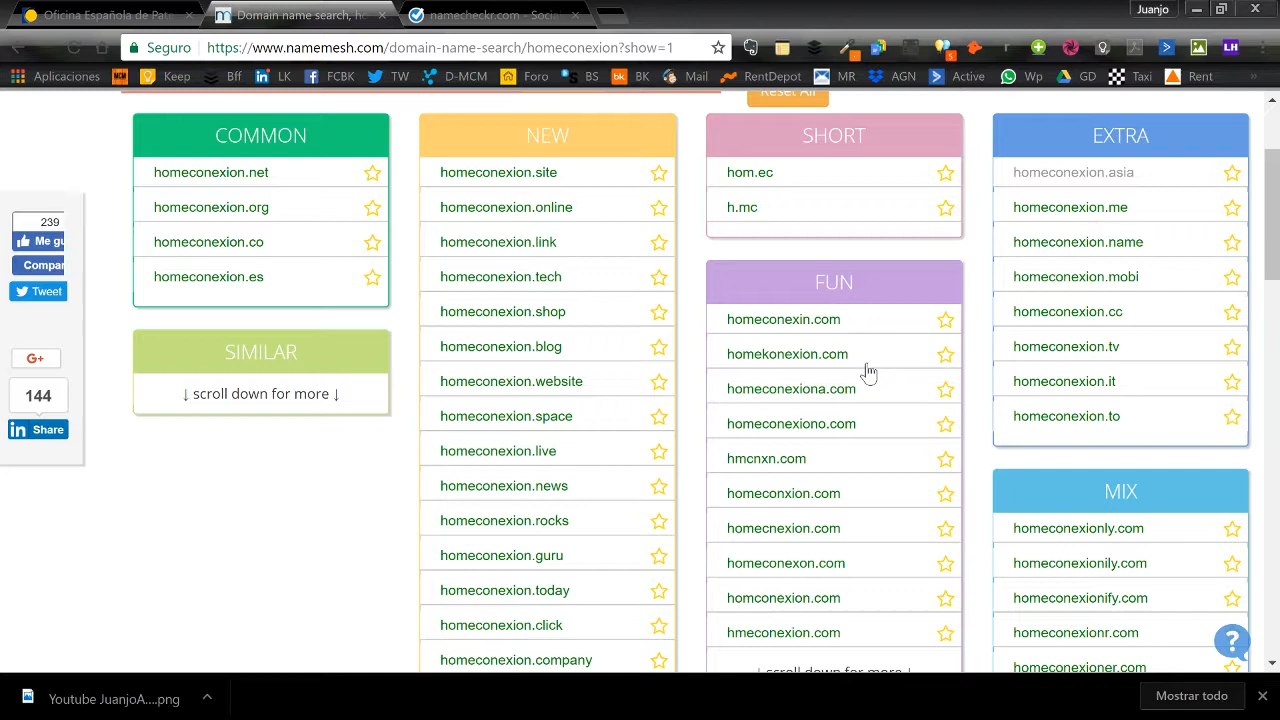 Oficina Española de Pat
Domain name search, h
namecheckr.com - Soci
Juanjo
Seguro
https://www.namemesh.com/domain-name-search/homeconexion?show=1
Aplicaciones
Keep
Bff
LK
FCBK
TW
D-MCM
Foro
BS
BK
Mail
RentDepot
MR
AGN
Active
Wp
GD
Taxi
Rent
Reset All
COMMON
homeconexion.net
homeconexion.org
homeconexion.co
homeconexion.es
SIMILAR
↓ scroll down for more ↓
NEW
homeconexion.site
homeconexion.online
homeconexion.link
homeconexion.tech
homeconexion.shop
homeconexion.blog
homeconexion.website
homeconexion.space
homeconexion.live
homeconexion.news
homeconexion.rocks
homeconexion.guru
homeconexion.today
homeconexion.click
homeconexion.company
SHORT
hom.ec
h.mc
FUN
homeconexin.com
homekonexion.com
homeconexiona.com
homeconexiono.com
hmcnxn.com
homeconxion.com
homecnexion.com
homeconexon.com
homconexion.com
hmeconexion.com
↓ scroll down for more ↓
EXTRA
homeconexion.asia
homeconexion.me
homeconexion.name
homeconexion.mobi
homeconexion.cc
homeconexion.tv
homeconexion.it
homeconexion.to
MIX
homeconexionly.com
homeconexionily.com
homeconexionify.com
homeconexionr.com
homeconexioner.com
239
Me gu
Compar
Tweet
G+
144
in Share
?
Youtube JuanjoA....png
Mostrar todo